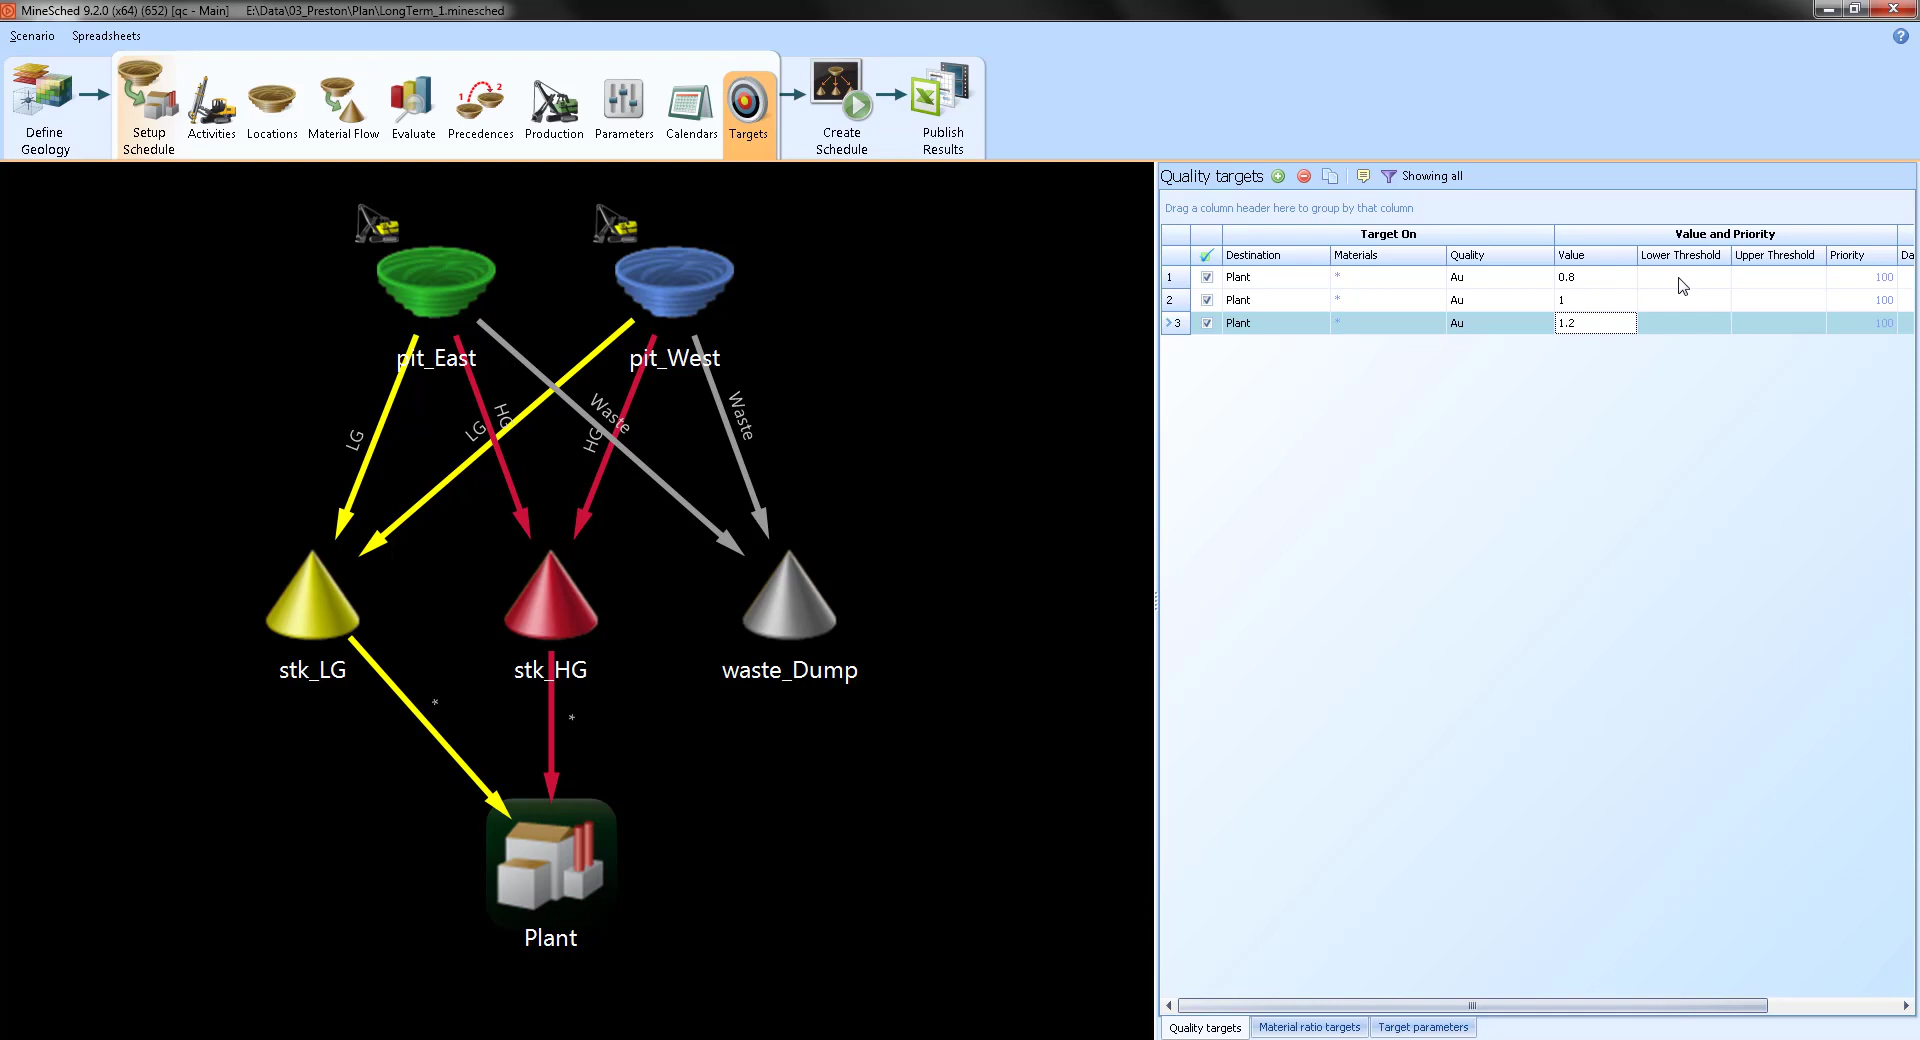 MineSched 9.2.0 (x64) (652) [qc - Main]    E:\Data\03_Preston\Plan\LongTerm_1.minesched
Scenario    Spreadsheets
Define Geology
Setup Schedule
Activities
Locations
Material Flow
Evaluate
1 2
Precedences
Production
Parameters
Calendars
Targets
Create Schedule
Publish Results
pit_East
pit_West
LG
HG
LG
HG
Waste
Waste
stk_LG
stk_HG
waste_Dump
*
*
Plant
Quality targets    Showing all
Drag a column header here to group by that column
Target On    Value and Priority
Destination    Materials    Quality    Value    Lower Threshold    Upper Threshold    Priority    Da
1    Plant    *    Au    0.8    100
2    Plant    *    Au    1    100
3    Plant    *    Au    1.2    100
Quality targets    Material ratio targets    Target parameters